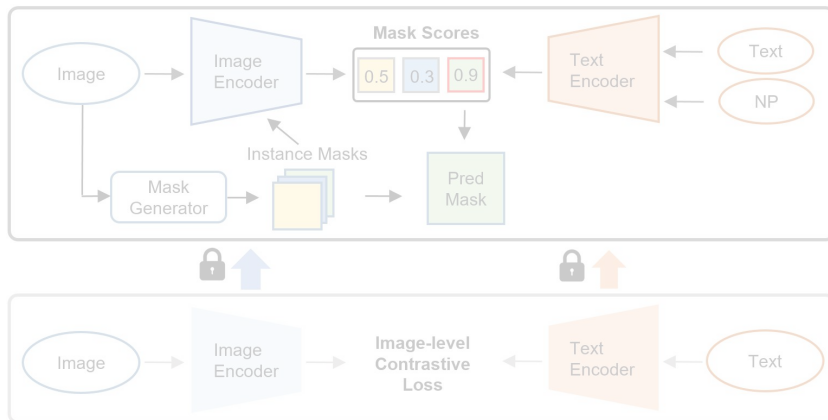 Mask Scores
Image
Image
Encoder
0.5
0.3
0.9
Text
Encoder
Text
NP
Instance Masks
Mask
Generator
Pred
Mask
Image
Image
Encoder
Image-level
Contrastive
Loss
Text
Encoder
Text